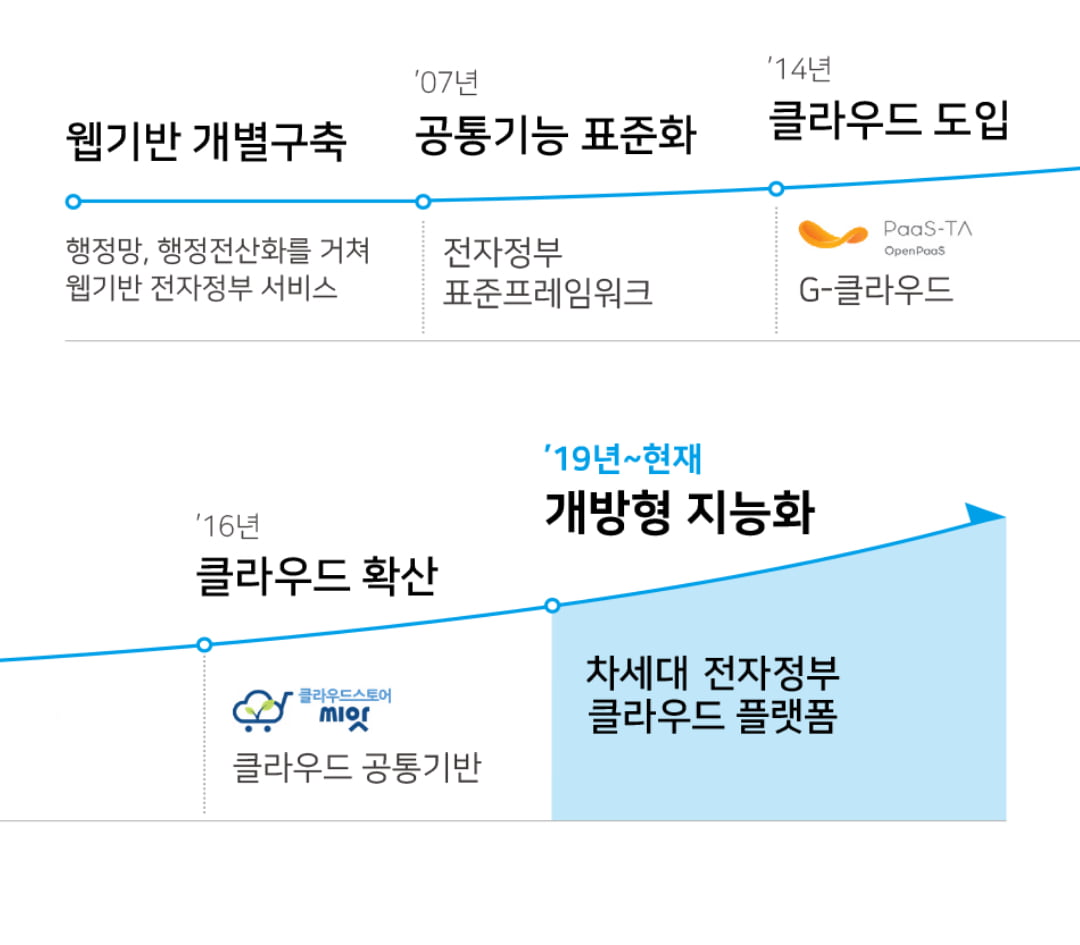 웹기반 개별구축
행정망, 행정전산화를 거쳐
웹기반 전자정부 서비스
’07년
공통기능 표준화
전자정부
표준프레임워크
’14년
클라우드 도입
PaaS-TA
OpenPaaS
G-클라우드
’16년
클라우드 확산
클라우드스토어
씨앗
클라우드 공통기반
’19년~현재
개방형 지능화
차세대 전자정부
클라우드 플랫폼